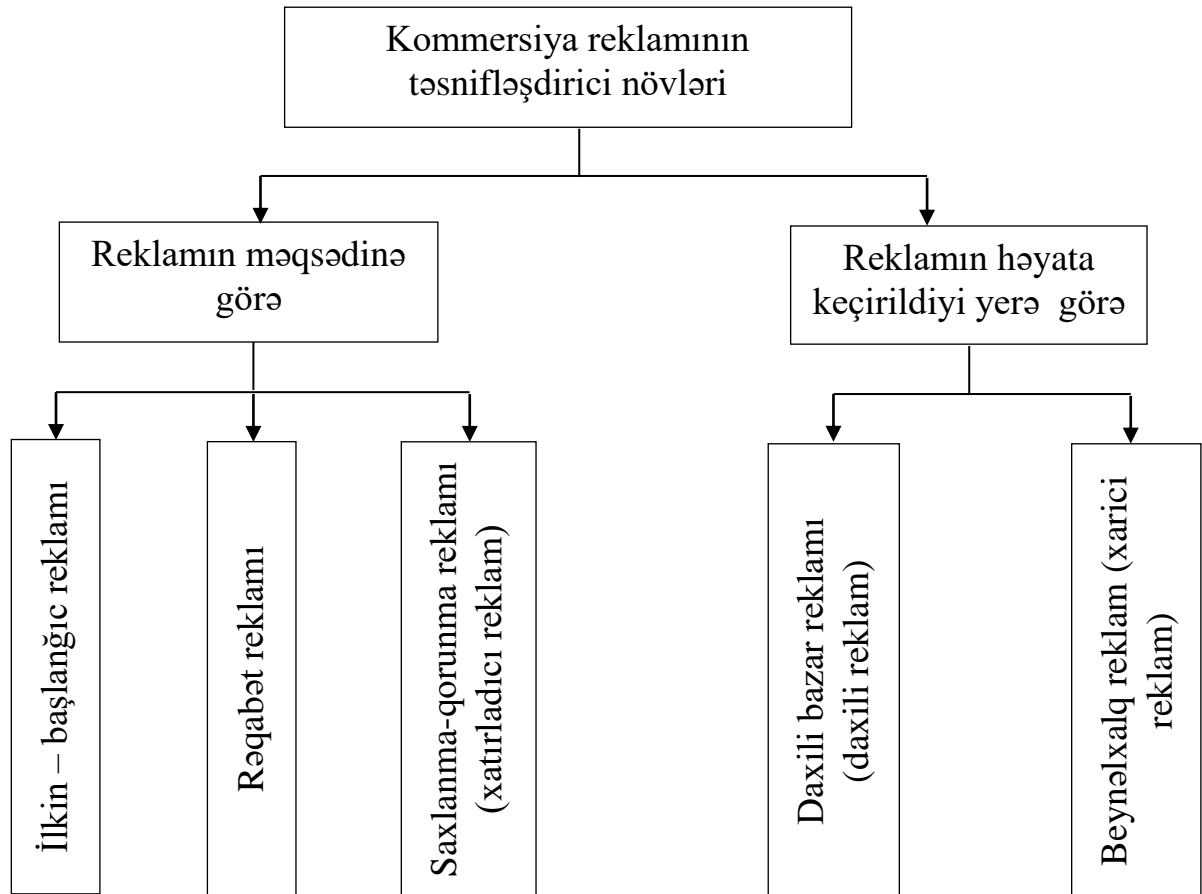 Kommersiya reklamının
təsnifləşdirici növləri
Reklamın məqsədinə
görə
Reklamın həyata
keçirildiyi yerə görə
İlkin – başlanğıc reklamı
Rəqabət reklamı
Saxlanma-qorunma reklamı
(xatırladıcı reklam)
Daxili bazar reklamı
(daxili reklam)
Beynəlxalq reklam (xarici
reklam)